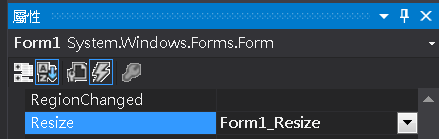 屬性
Form1 System.Windows.Forms.Form
RegionChanged
Resize Form1_Resize